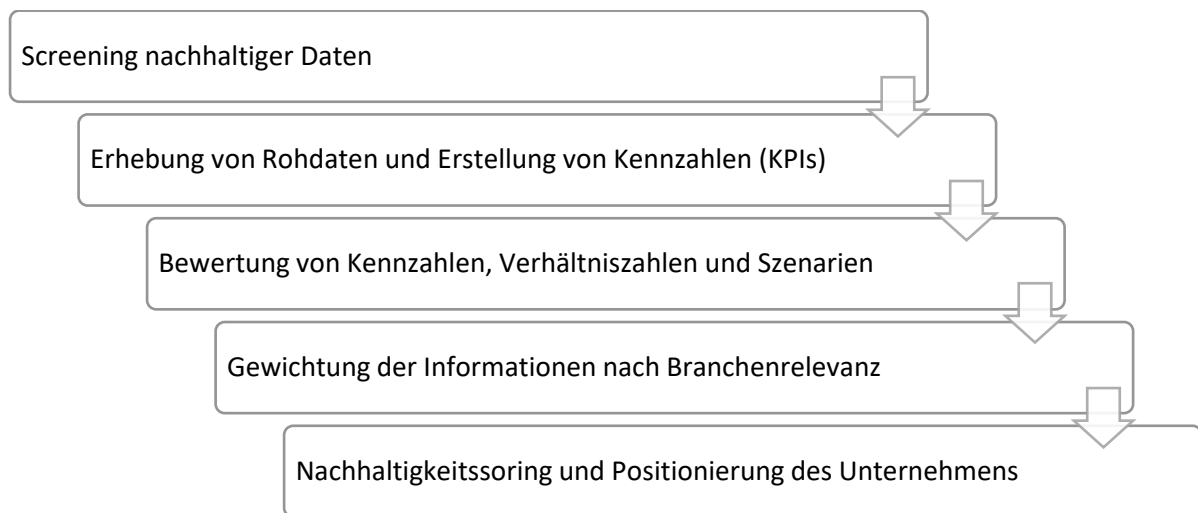 Screening nachhaltiger Daten
Erhebung von Rohdaten und Erstellung von Kennzahlen (KPIs)
Bewertung von Kennzahlen, Verhältniszahlen und Szenarien
Gewichtung der Informationen nach Branchenrelevanz
Nachhaltigkeitssoring und Positionierung des Unternehmens